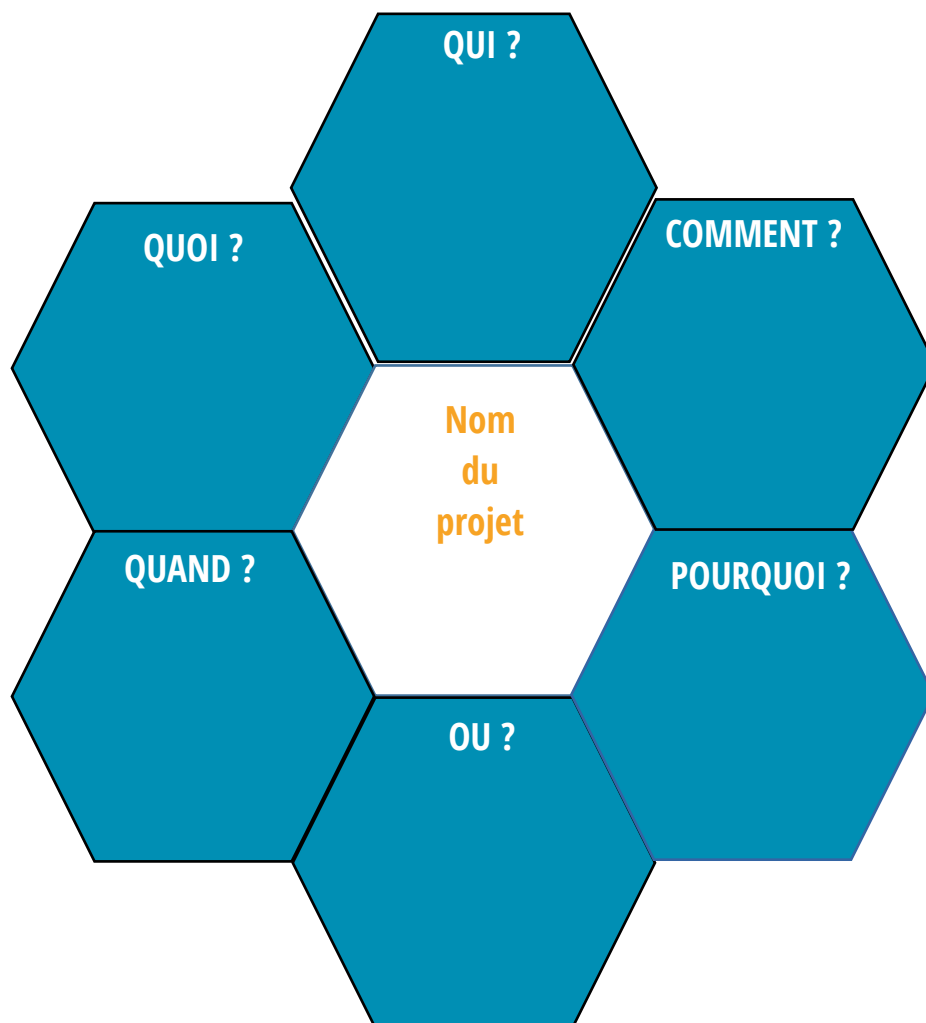 QUI ?
QUOI ?
COMMENT ?
Nom
du
projet
QUAND ?
POURQUOI ?
OU ?